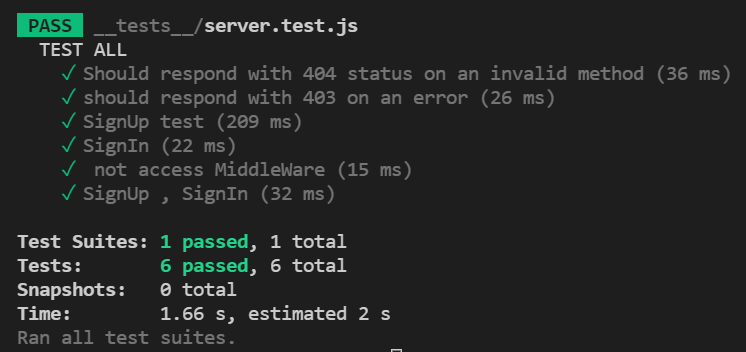 PASS __tests__/server.test.js
TEST ALL
✓ Should respond with 404 status on an invalid method (36 ms)
✓ should respond with 403 on an error (26 ms)
✓ SignUp test (209 ms)
✓ SignIn (22 ms)
✓ not access MiddleWare (15 ms)
✓ SignUp , SignIn (32 ms)
Test Suites: 1 passed, 1 total
Tests: 6 passed, 6 total
Snapshots: 0 total
Time: 1.66 s, estimated 2 s
Ran all test suites.